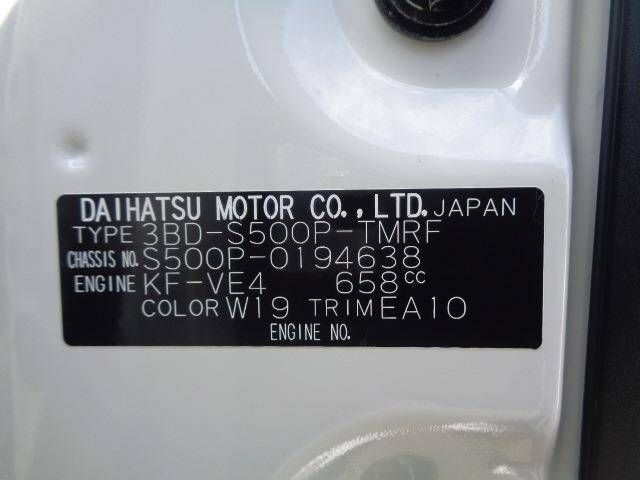 DAIHATSU MOTOR CO., LTD. JAPAN
TYPE 3BD-S500P-TMRF
CHASSIS NO. S500P-0194638
ENGINE KF-VE4 658cc
COLOR W19 TRIM EA10
ENGINE NO.